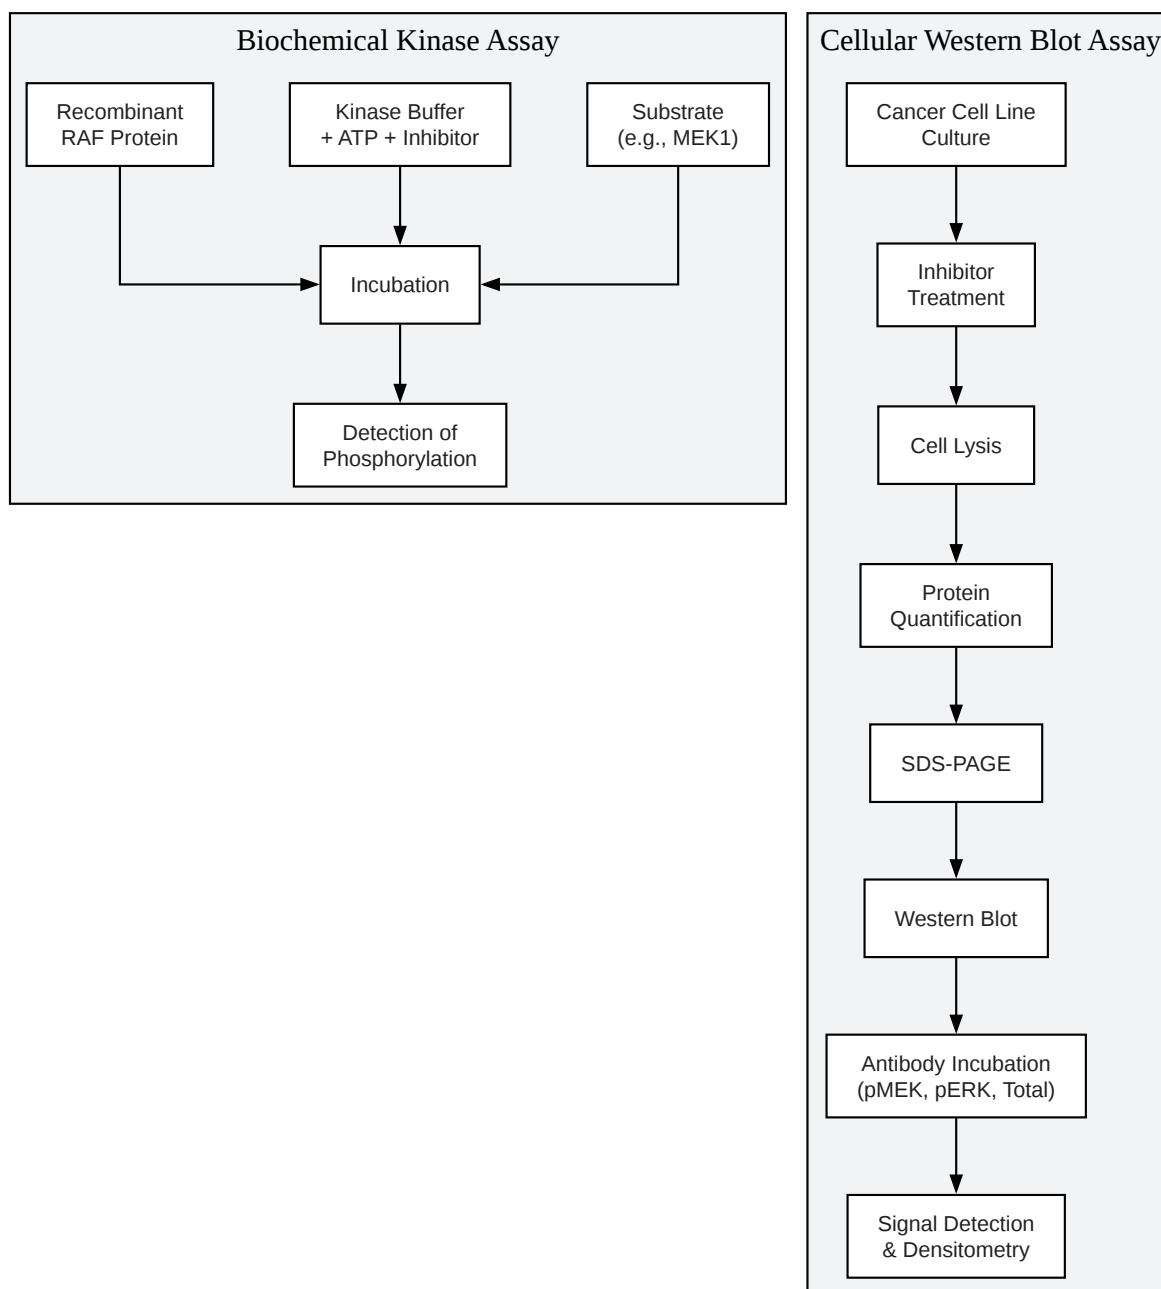 Biochemical Kinase Assay
Recombinant
RAF Protein
Kinase Buffer
+ ATP + Inhibitor
Substrate
(e.g., MEK1)
Incubation
Detection of
Phosphorylation
Cellular Western Blot Assay
Cancer Cell Line
Culture
Inhibitor
Treatment
Cell Lysis
Protein
Quantification
SDS-PAGE
Western Blot
Antibody Incubation
(pMEK, pERK, Total)
Signal Detection
& Densitometry